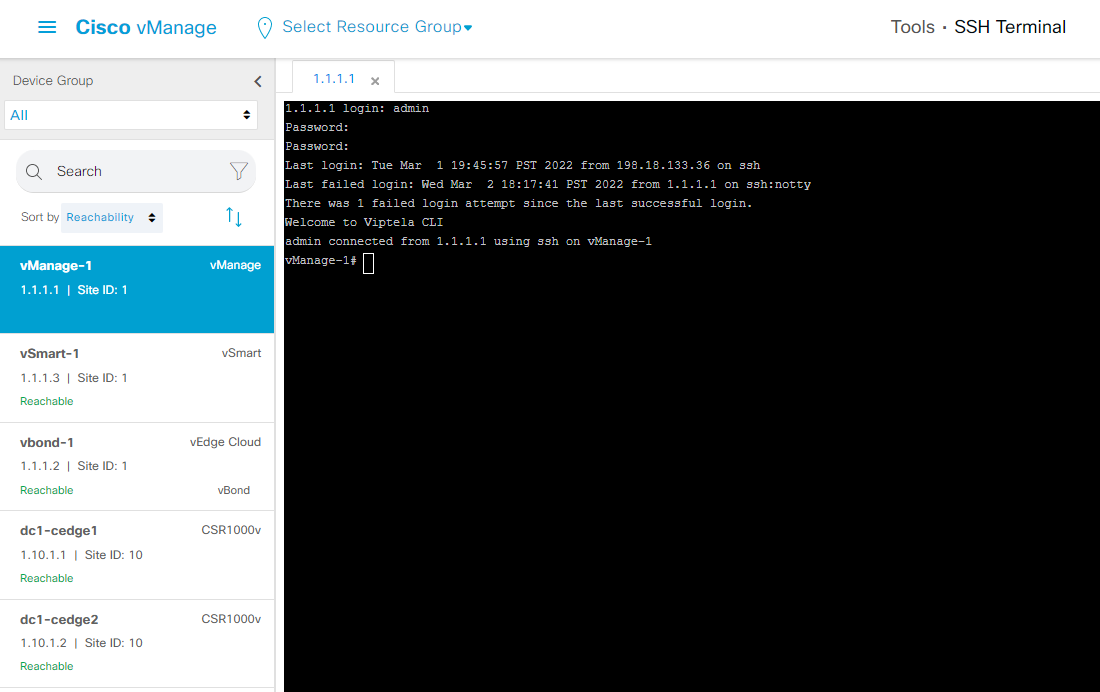 Cisco vManage
Select Resource Group
Tools · SSH Terminal
Device Group
All
Search
Sort by Reachability
vManage-1 vManage
1.1.1.1 | Site ID: 1
vSmart-1 vSmart
1.1.1.3 | Site ID: 1
Reachable
vbond-1 vEdge Cloud
1.1.1.2 | Site ID: 1
Reachable vBond
dc1-cedge1 CSR1000v
1.10.1.1 | Site ID: 10
Reachable
dc1-cedge2 CSR1000v
1.10.1.2 | Site ID: 10
Reachable
1.1.1.1 ×
1.1.1.1 login: admin
Password:
Password:
Last login: Tue Mar  1 19:45:57 PST 2022 from 198.18.133.36 on ssh
Last failed login: Wed Mar  2 18:17:41 PST 2022 from 1.1.1.1 on ssh:notty
There was 1 failed login attempt since the last successful login.
Welcome to Viptela CLI
admin connected from 1.1.1.1 using ssh on vManage-1
vManage-1#